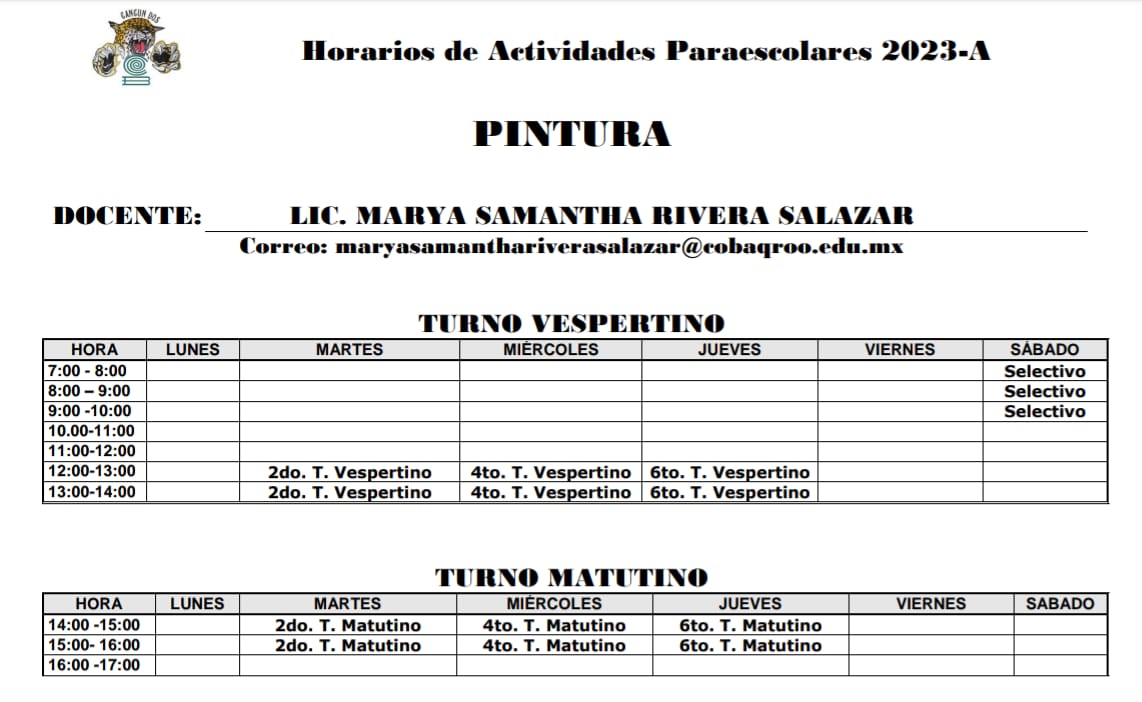 CANCUN DOS
Horarios de Actividades Paraescolares 2023-A
PINTURA
DOCENTE: LIC. MARYA SAMANTHA RIVERA SALAZAR
Correo: maryasamanthariverasalazar@cobaqroo.edu.mx
TURNO VESPERTINO
HORA LUNES MARTES MIÉRCOLES JUEVES VIERNES SÁBADO
7:00 - 8:00 Selectivo
8:00 – 9:00 Selectivo
9:00 -10:00 Selectivo
10.00-11:00
11:00-12:00
12:00-13:00 2do. T. Vespertino 4to. T. Vespertino 6to. T. Vespertino
13:00-14:00 2do. T. Vespertino 4to. T. Vespertino 6to. T. Vespertino
TURNO MATUTINO
HORA LUNES MARTES MIÉRCOLES JUEVES VIERNES SABADO
14:00 -15:00 2do. T. Matutino 4to. T. Matutino 6to. T. Matutino
15:00- 16:00 2do. T. Matutino 4to. T. Matutino 6to. T. Matutino
16:00 -17:00